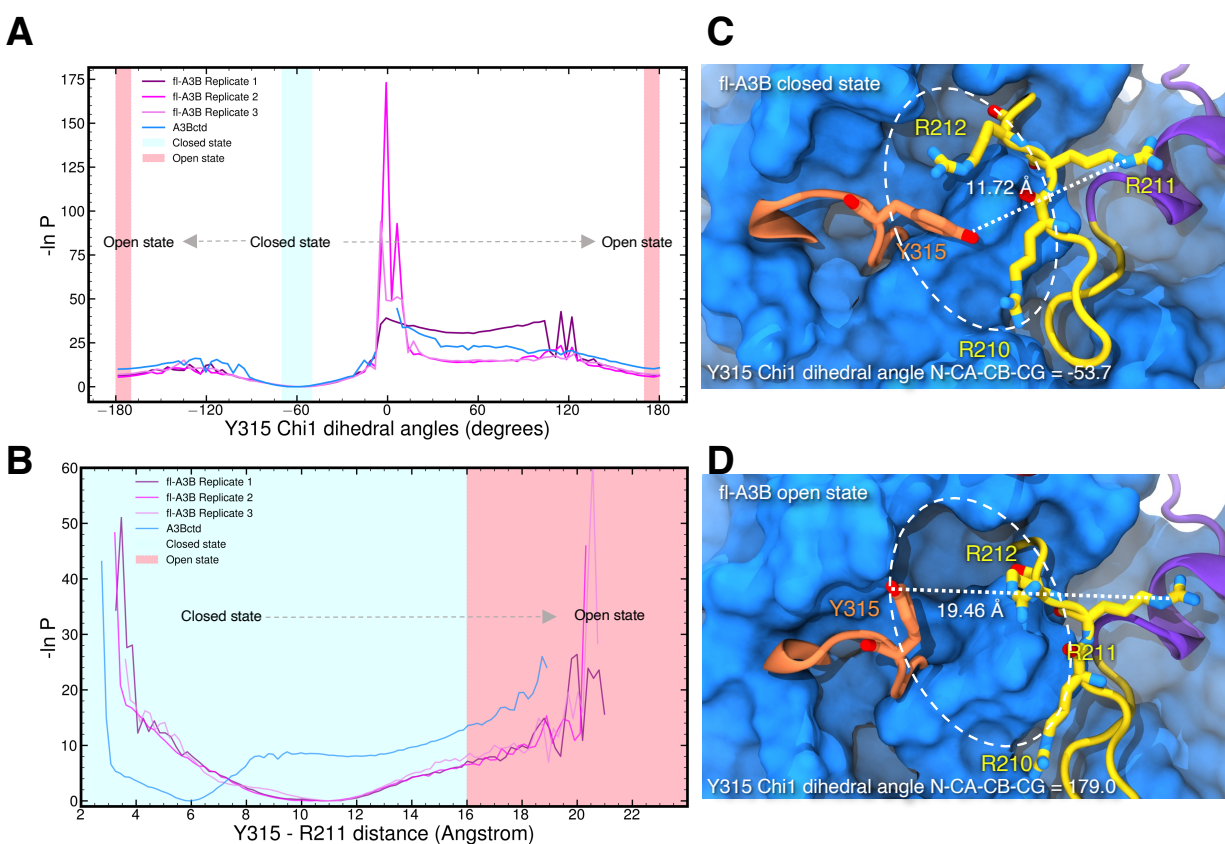 A
fl-A3B Replicate 1
fl-A3B Replicate 2
fl-A3B Replicate 3
A3Bctd
Closed state
Open state
175
150
125
100
75
50
25
0
-ln P
Open state
Closed state
Open state
−180
−120
−60
0
60
120
180
Y315 Chi1 dihedral angles (degrees)
B
fl-A3B Replicate 1
fl-A3B Replicate 2
fl-A3B Replicate 3
A3Bctd
Closed state
Open state
60
50
40
30
20
10
0
-ln P
Closed state
Open state
2
4
6
8
10
12
14
16
18
20
22
Y315 - R211 distance (Angstrom)
C
fl-A3B closed state
R212
11.72 Å
R211
Y315
R210
Y315 Chi1 dihedral angle N-CA-CB-CG = -53.7
D
fl-A3B open state
R212
Y315
19.46 Å
R211
R210
Y315 Chi1 dihedral angle N-CA-CB-CG = 179.0